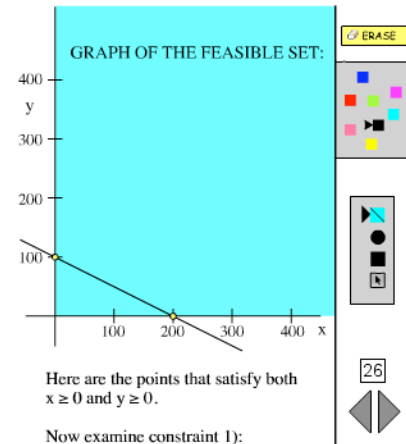 ERASE
GRAPH OF THE FEASIBLE SET:
400
y
300
200
100
100 200 300 400 x
26
Here are the points that satisfy both
x ≥ 0 and y ≥ 0.
Now examine constraint 1):